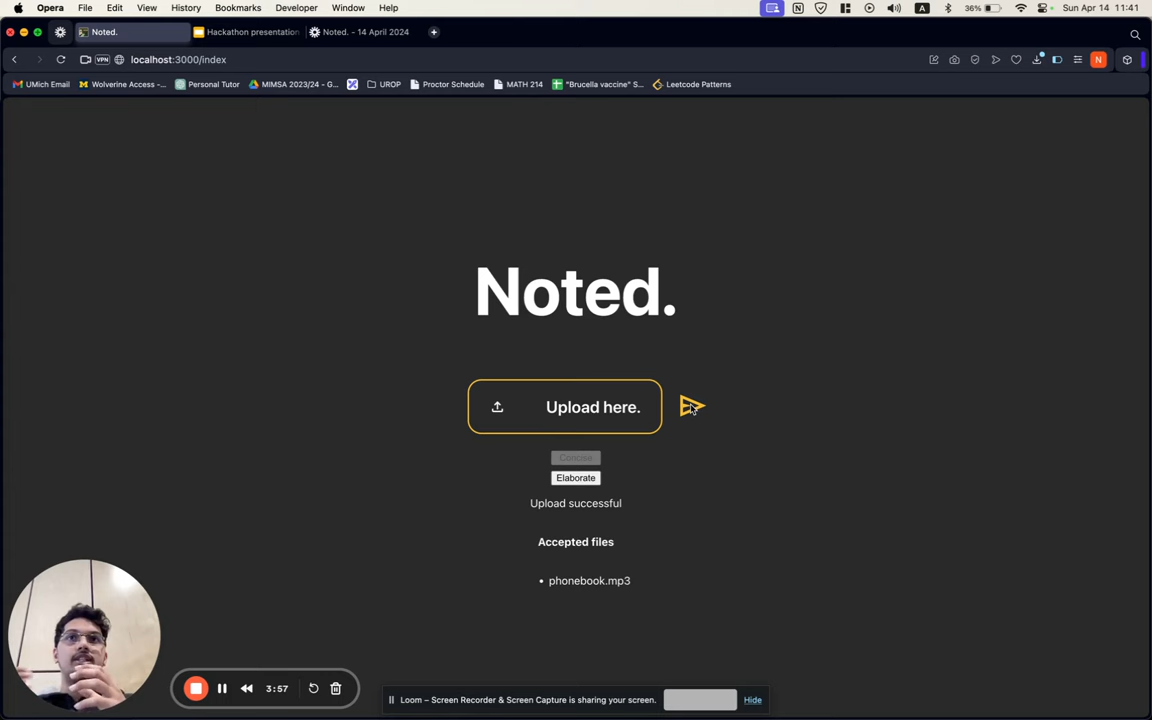 Opera File Edit View History Bookmarks Developer Window Help A 36% Sun Apr 14 11:41
Noted. Hackathon presentation Noted. - 14 April 2024
VPN localhost:3000/index N
UMich Email Wolverine Access -... Personal Tutor MIMSA 2023/24 - G... UROP Proctor Schedule MATH 214 "Brucella vaccine" S... Leetcode Patterns
Noted.
Upload here.
Concise
Elaborate
Upload successful
Accepted files
• phonebook.mp3
3:57
Loom – Screen Recorder & Screen Capture is sharing your screen. Hide